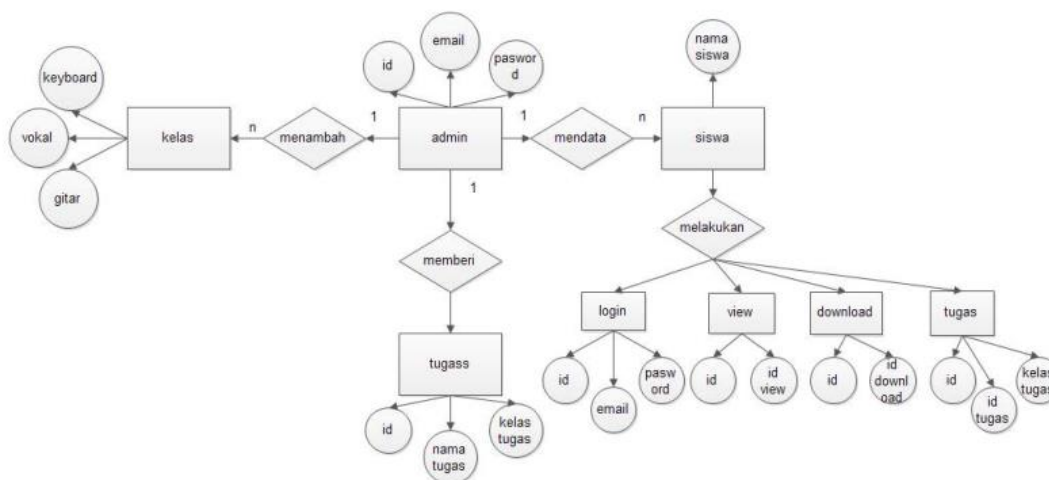 email
nama
siswa
id
paswor
d
keyboard
vokal
gitar
kelas
n
menambah
1
admin
1
mendata
n
siswa
1
melakukan
memberi
login
view
download
tugas
tugass
id
email
pasw
ord
id
id
view
id
id
downl
oad
id
id
tugas
kelas
tugas
id
nama
tugas
kelas
tugas